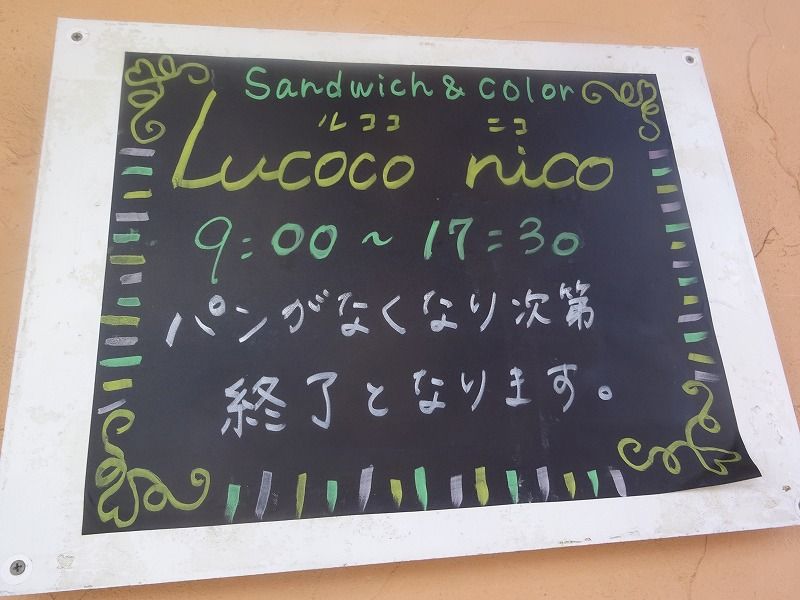 Sandwich & color
ルココ ニコ
Lucoco nico
9:00~17:30
パンがなくなり次第
終了となります。